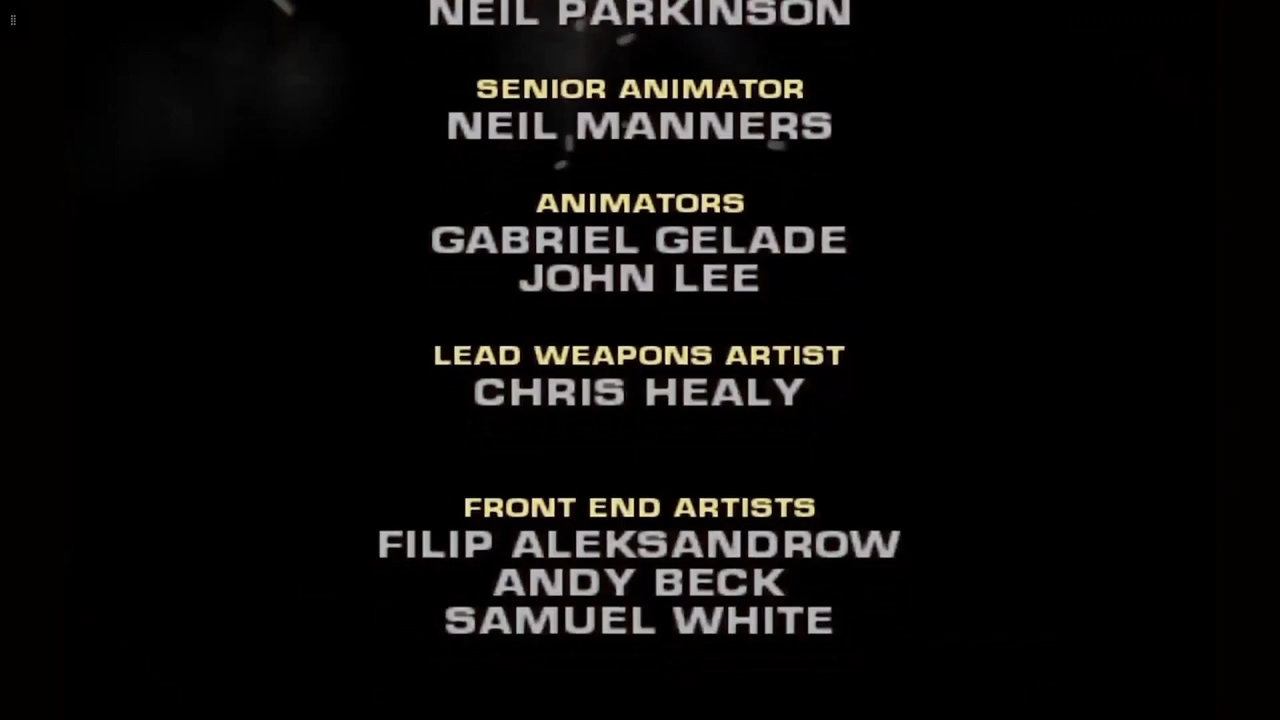 NEIL PARKINSON
SENIOR ANIMATOR
NEIL MANNERS
ANIMATORS
GABRIEL GELADE
JOHN LEE
LEAD WEAPONS ARTIST
CHRIS HEALY
FRONT END ARTISTS
FILIP ALEKSANDROW
ANDY BECK
SAMUEL WHITE